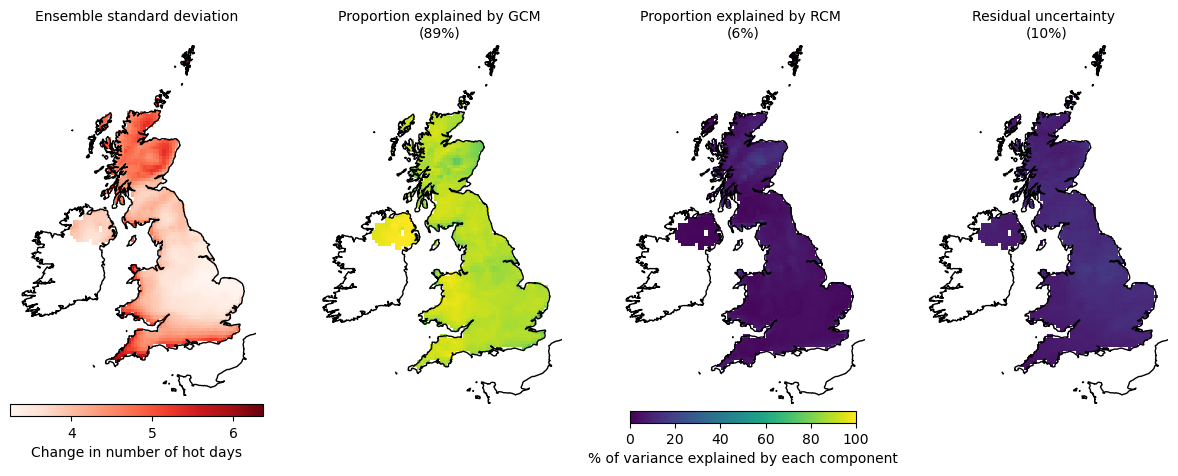 Ensemble standard deviation
Proportion explained by GCM
(89%)
Proportion explained by RCM
(6%)
Residual uncertainty
(10%)
4 5 6
Change in number of hot days
0 20 40 60 80 100
% of variance explained by each component